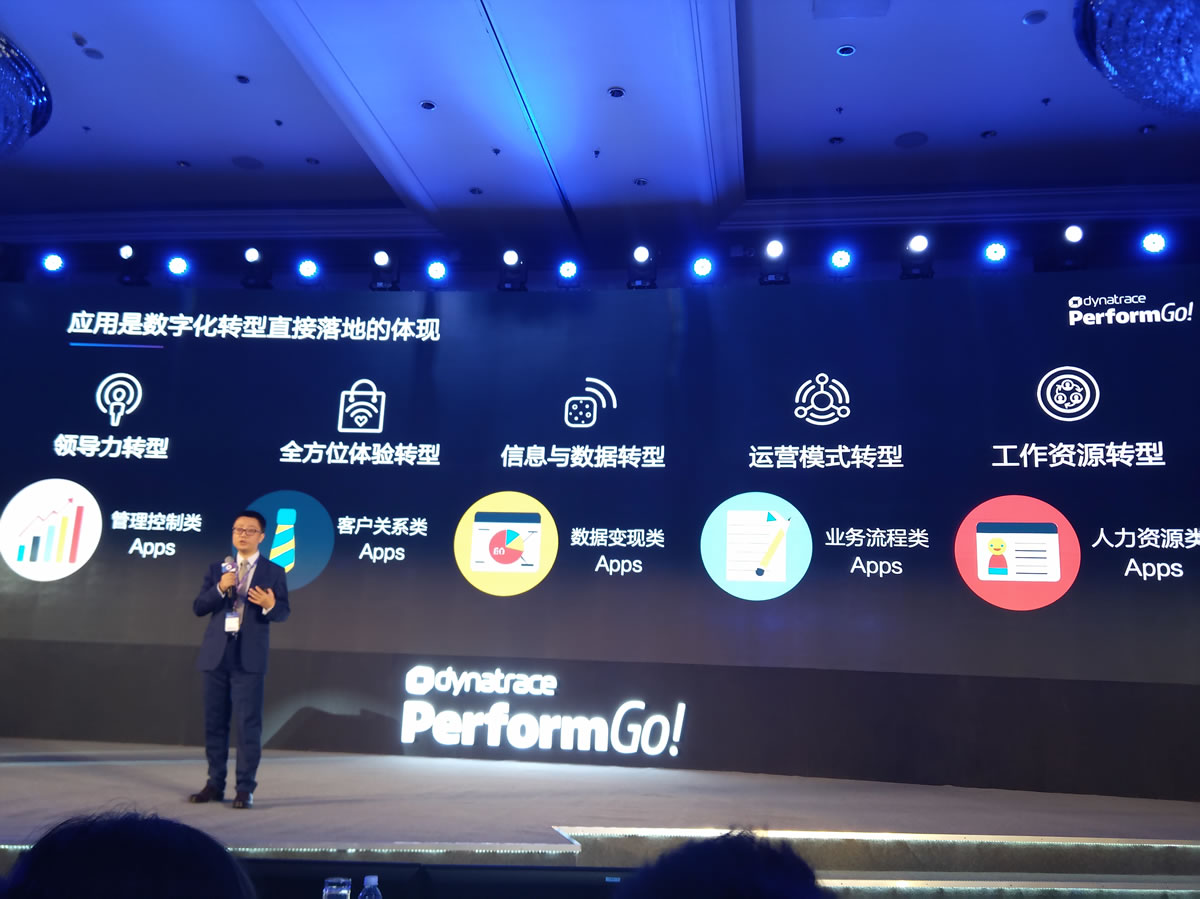 dynatrace
PerformGo!
应用是数字化转型直接落地的体现
领导力转型
全方位体验转型
信息与数据转型
运营模式转型
工作资源转型
管理控制类
Apps
客户关系类
Apps
60
数据变现类
Apps
业务流程类
Apps
人力资源类
Apps
dynatrace
PerformGo!